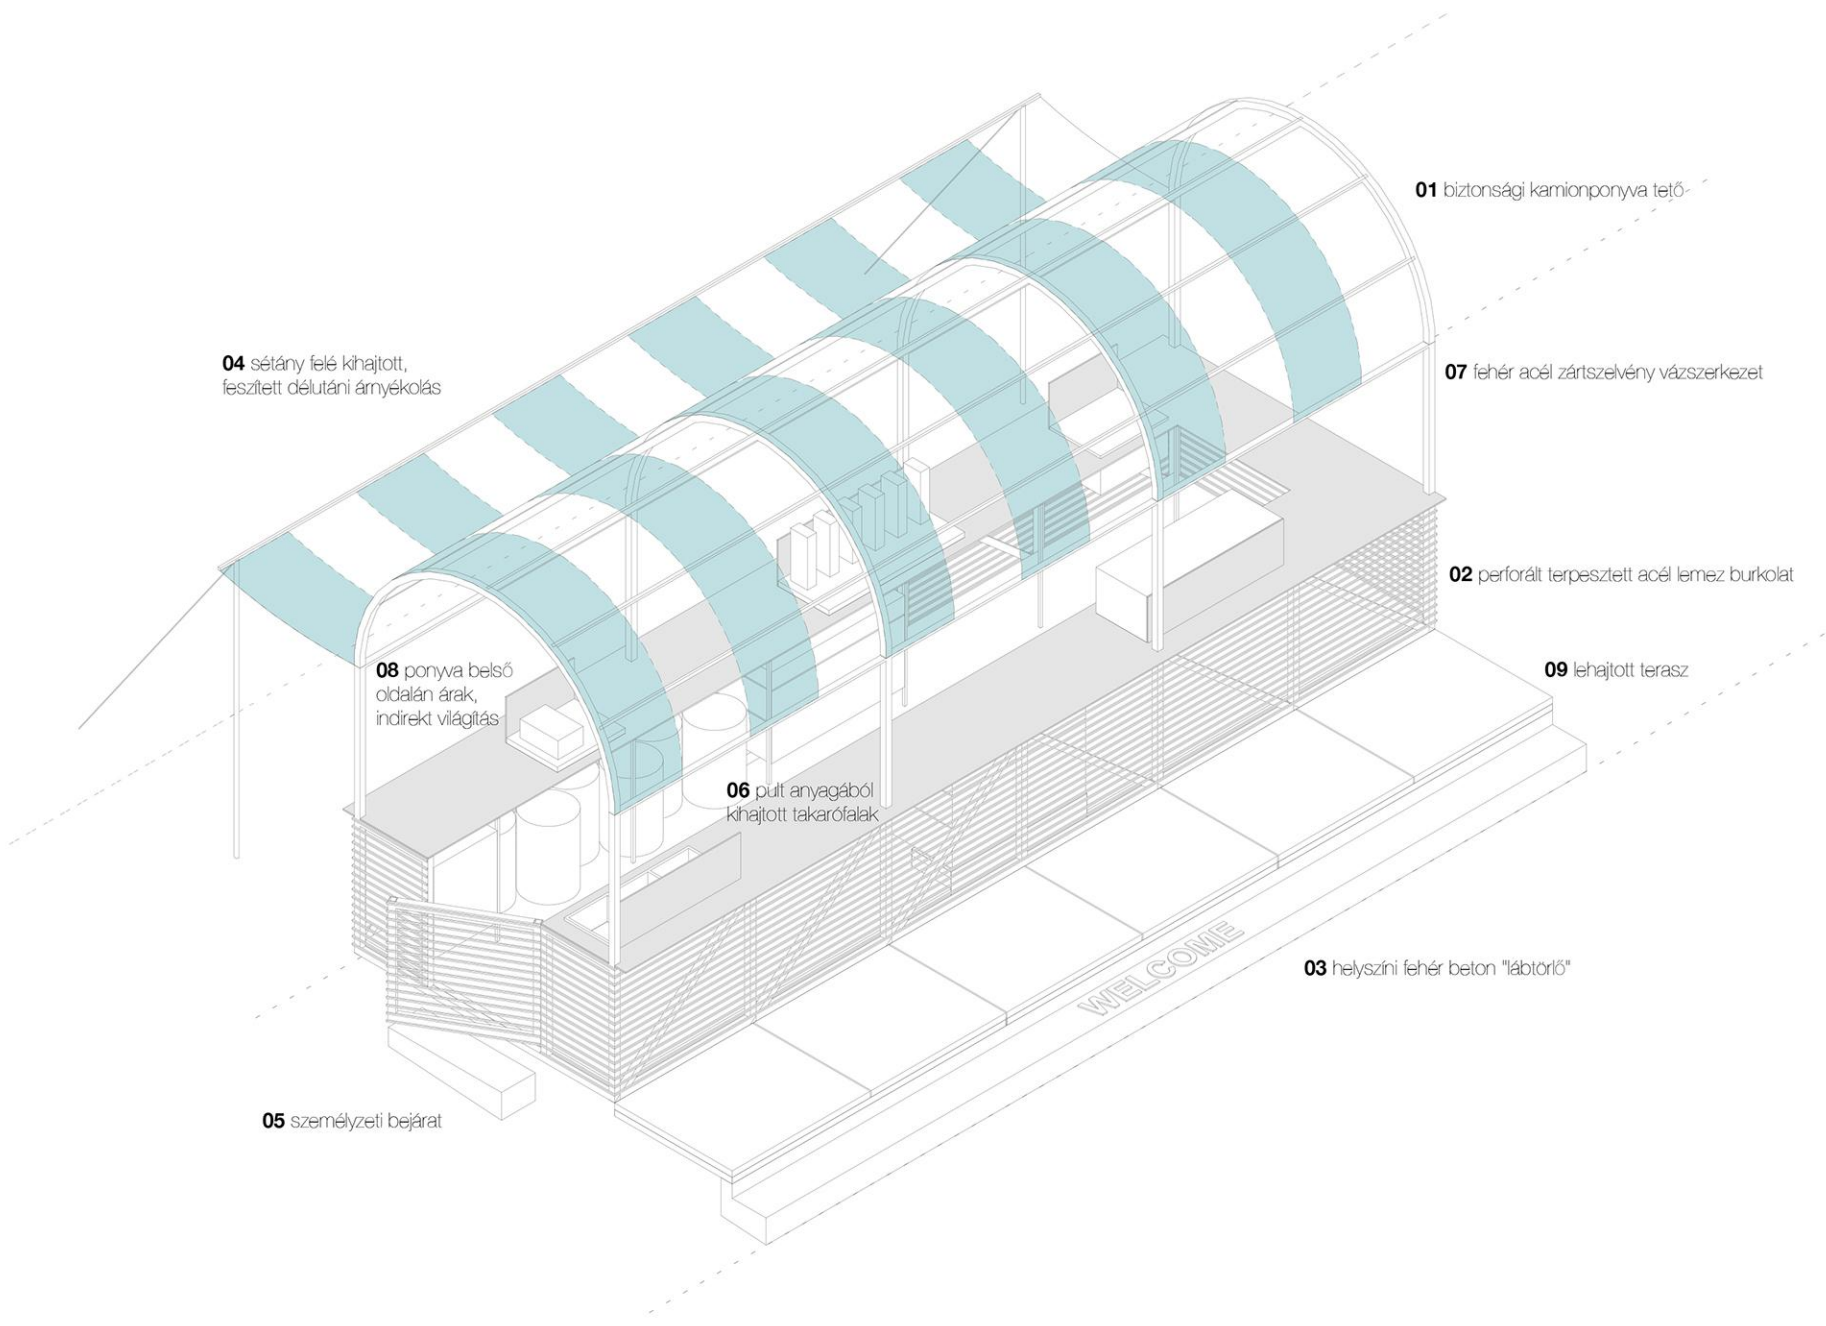 01 biztonsági kamionponyva tető
04 sétány felé kihajtott,
feszített délutáni árnyékolás
07 fehér acél zártszelvény vázszerkezet
02 perforált terpesztett acél lemez burkolat
08 ponyva belső
oldalán árak,
indirekt világítás
09 lehajtott terasz
06 pult anyagából
kihajtott takarófalak
WELCOME
03 helyszíni fehér beton "lábtörlő"
05 személyzeti bejárat